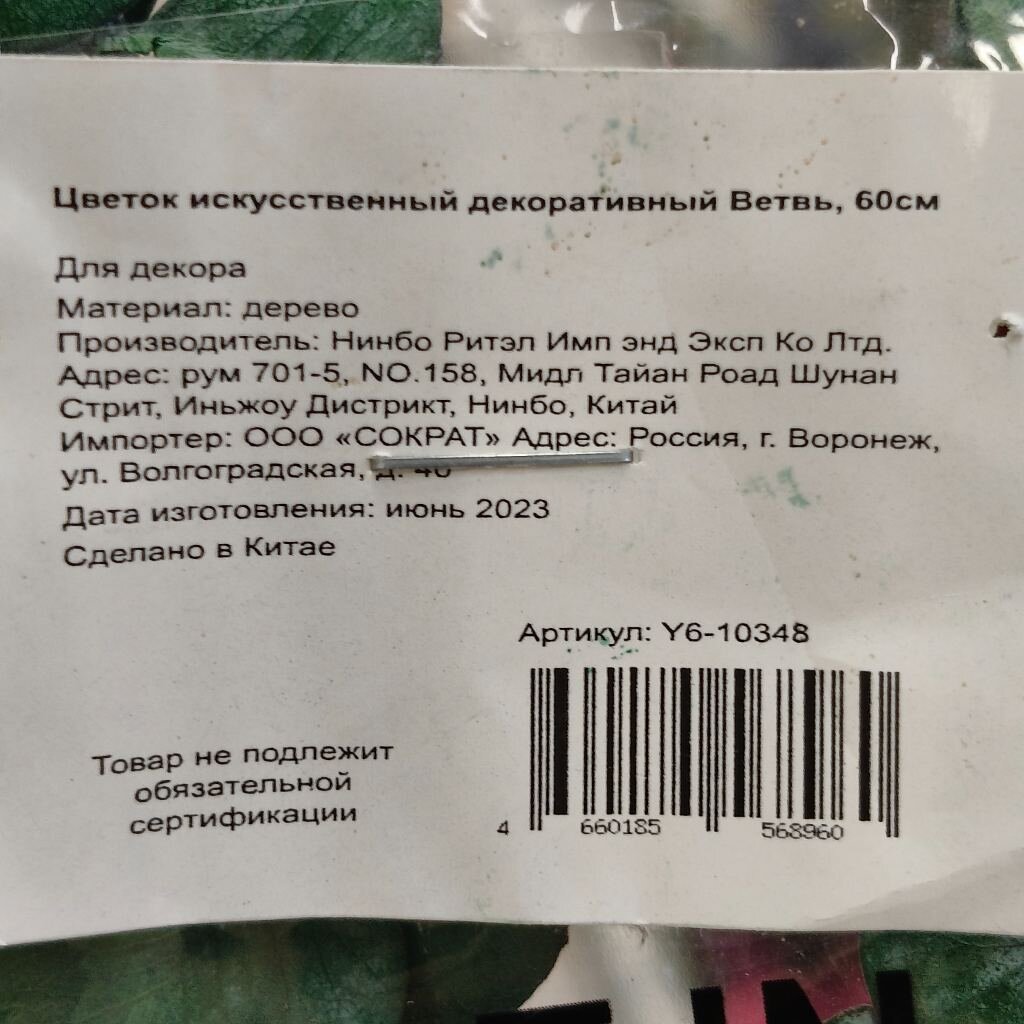 Цветок искусственный декоративный Ветвь, 60см
Для декора
Материал: дерево
Производитель: Нинбо Ритэл Имп энд Эксп Ко Лтд.
Адрес: рум 701-5, NO.158, Мидл Тайан Роад Шунан
Стрит, Иньжоу Дистрикт, Нинбо, Китай
Импортер: ООО «СОКРАТ» Адрес: Россия, г. Воронеж,
ул. Волгоградская, д.
Дата изготовления: июнь 2023
Сделано в Китае
Артикул: Y6-10348
Товар не подлежит
обязательной
сертификации
4 660185 568960